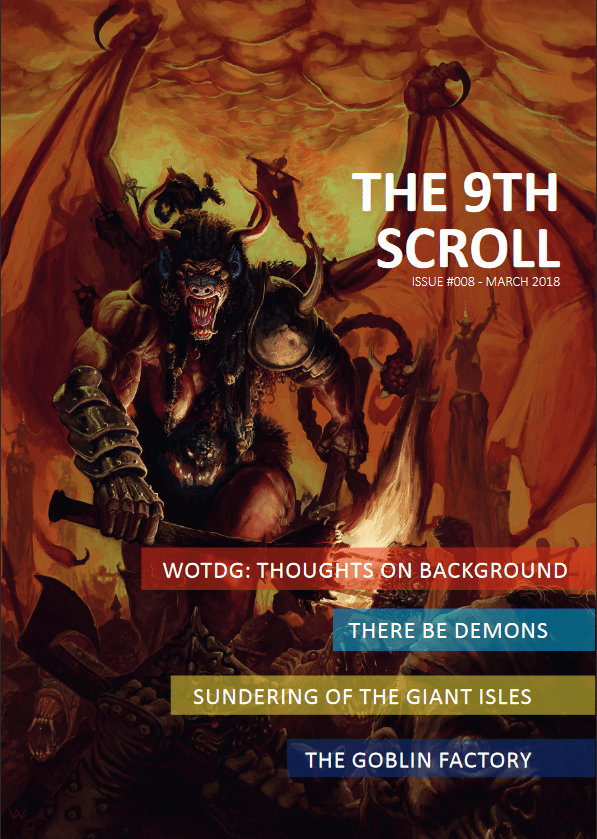 THE 9TH
SCROLL
ISSUE #008 - MARCH 2018
WOTDG: THOUGHTS ON BACKGROUND
THERE BE DEMONS
SUNDERING OF THE GIANT ISLES
THE GOBLIN FACTORY